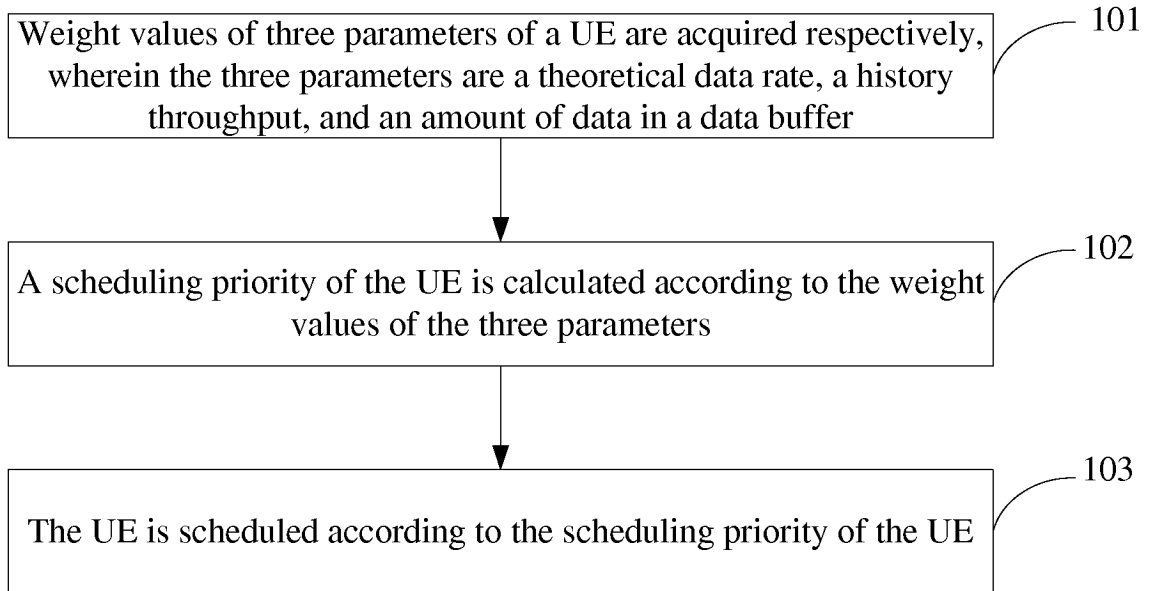 Weight values of three parameters of a UE are acquired respectively,
wherein the three parameters are a theoretical data rate, a history
throughput, and an amount of data in a data buffer
101
A scheduling priority of the UE is calculated according to the weight
values of the three parameters
102
The UE is scheduled according to the scheduling priority of the UE
103